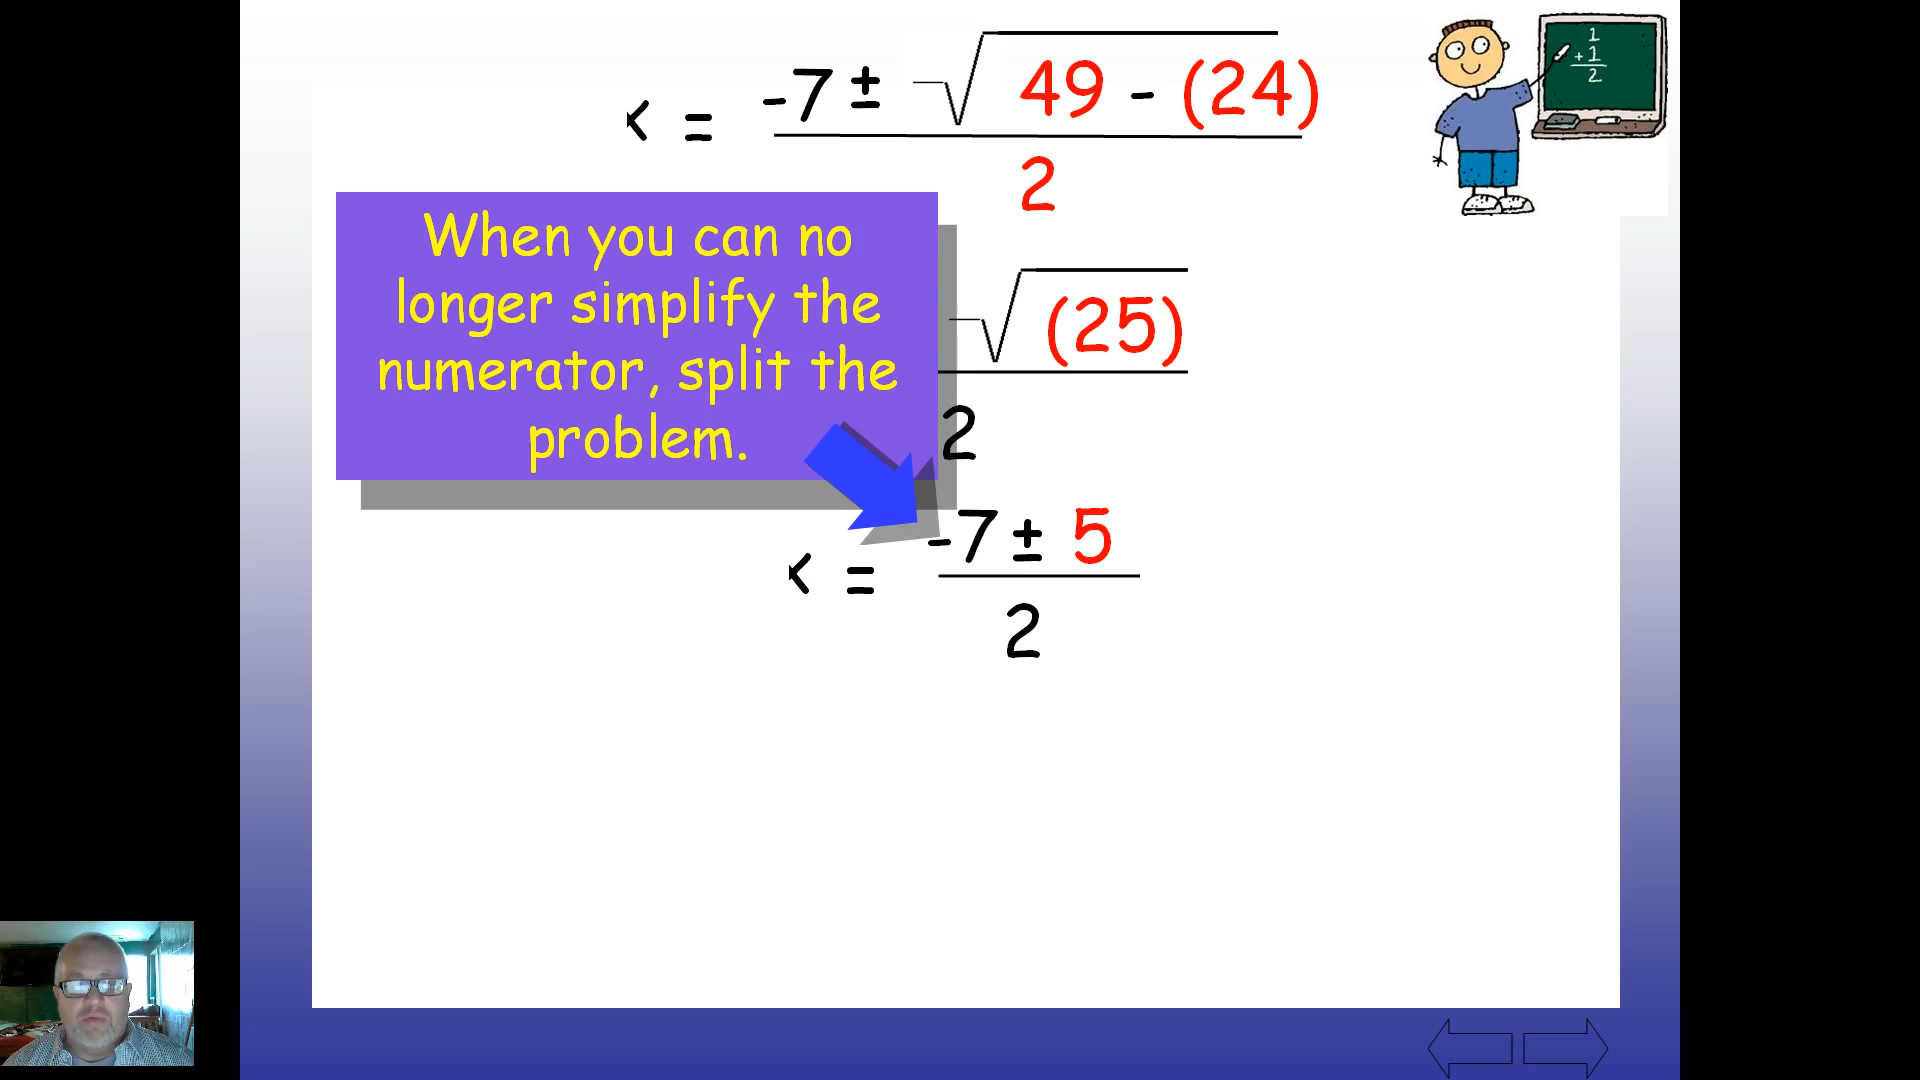 x = -7 ± √ 49 - (24)
2
When you can no
longer simplify the
numerator, split the
problem.
√ (25)
2
x = -7 ± 5
2
1
+1
2